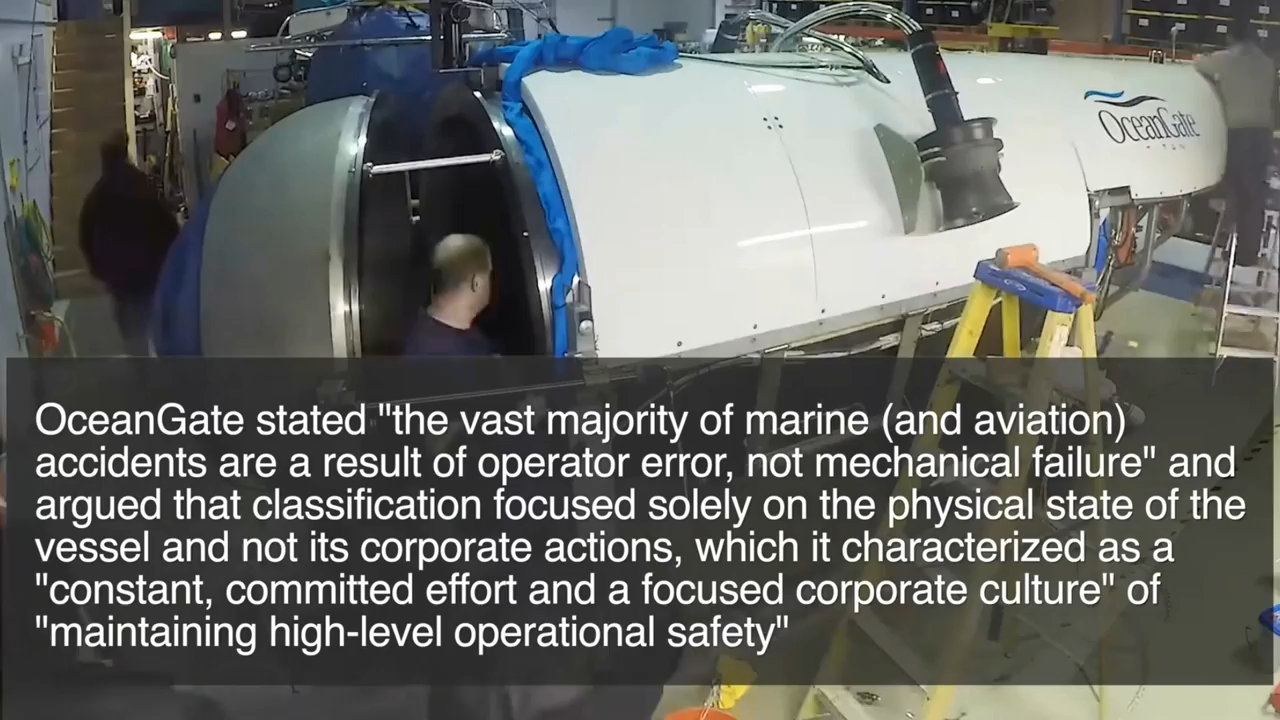 OceanGate
OceanGate stated "the vast majority of marine (and aviation)
accidents are a result of operator error, not mechanical failure" and
argued that classification focused solely on the physical state of the
vessel and not its corporate actions, which it characterized as a
"constant, committed effort and a focused corporate culture" of
"maintaining high-level operational safety"